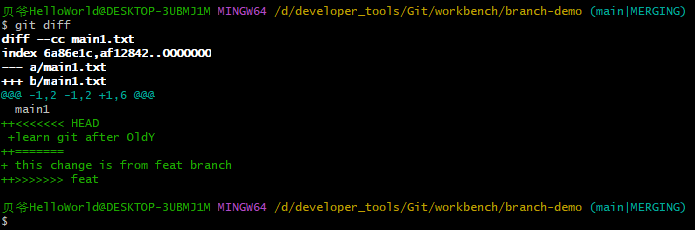 贝爷HelloWorld@DESKTOP-3UBMJ1M MINGW64 /d/developer_tools/Git/workbench/branch-demo (main|MERGING)
$ git diff
diff --cc main1.txt
index 6a86e1c,af12842..0000000
--- a/main1.txt
+++ b/main1.txt
@@@ -1,2 -1,2 +1,6 @@@
  main1
++<<<<<<< HEAD
 +learn git after OldY
++=======
+ this change is from feat branch
++>>>>>>> feat
贝爷HelloWorld@DESKTOP-3UBMJ1M MINGW64 /d/developer_tools/Git/workbench/branch-demo (main|MERGING)
$